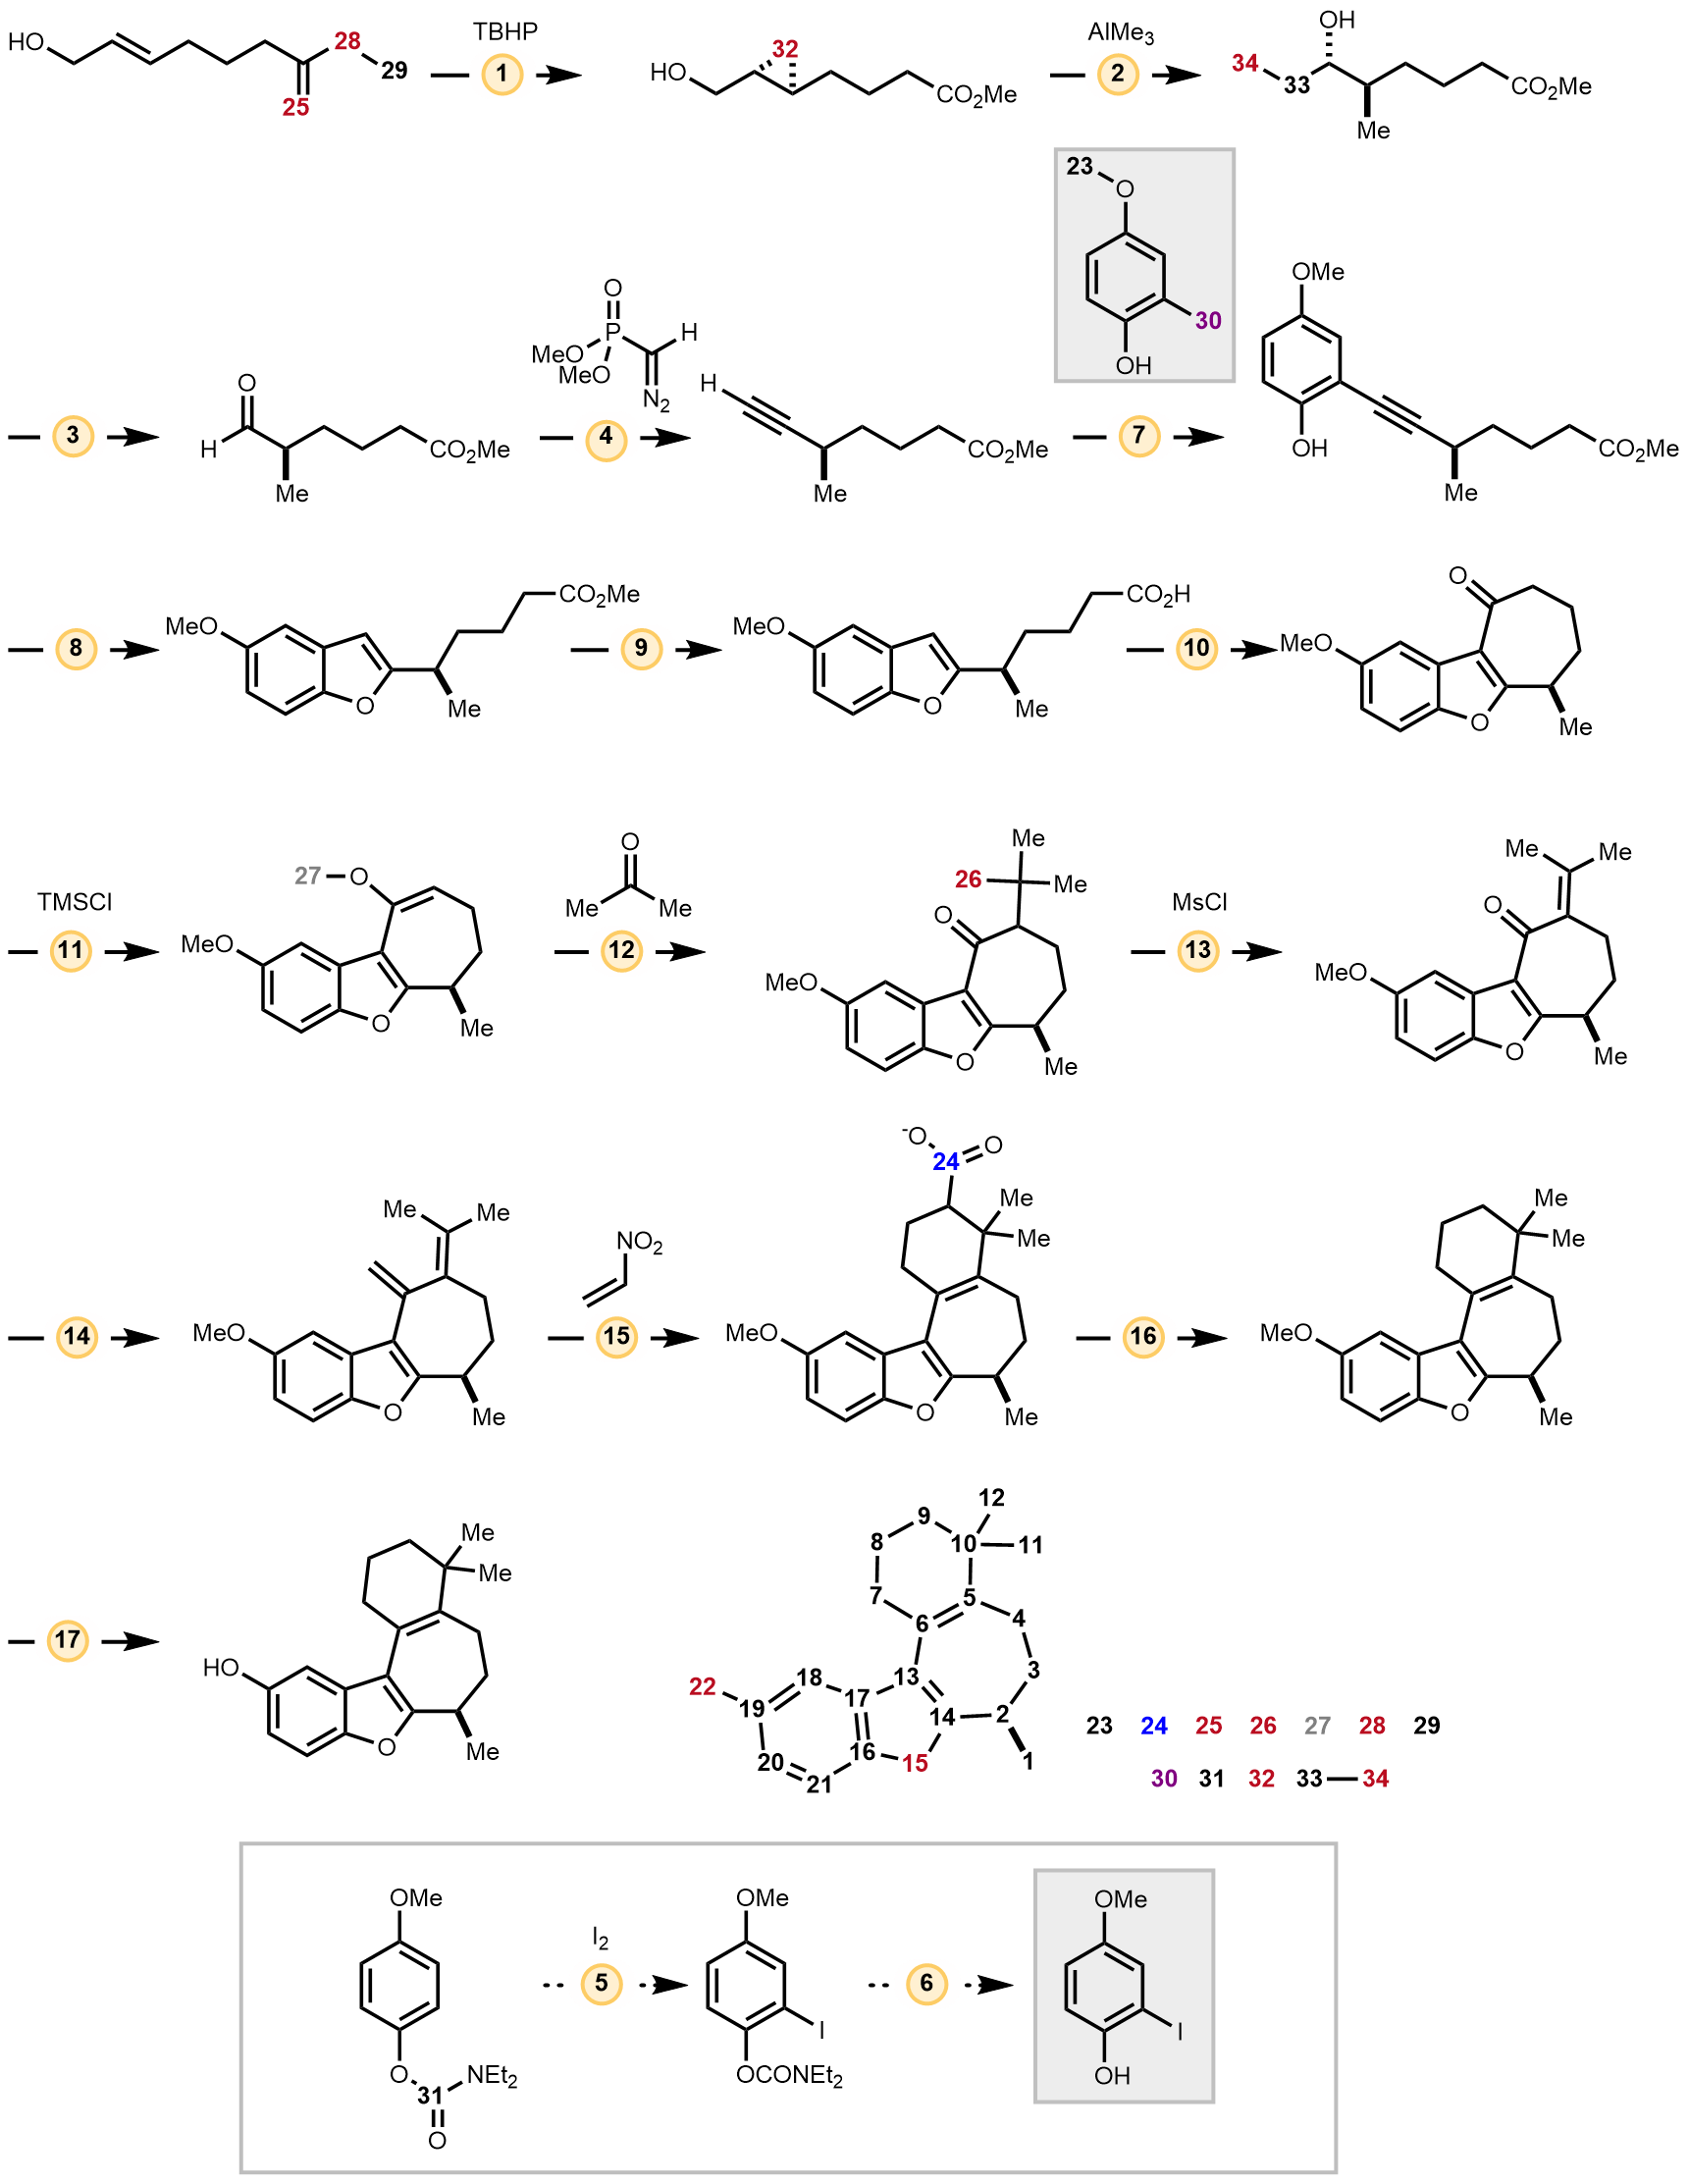 HO 28 29 25 TBHP 1 HO 32 CO2Me AlMe3 2 OH 34 33 CO2Me Me
3 O H CO2Me Me O P H MeO MeO N2 4 H CO2Me Me 23 O 30 OH 7 OMe OH CO2Me Me
8 MeO O CO2Me Me 9 MeO O CO2H Me 10 O MeO O Me
TMSCl 11 27 O MeO O Me O Me Me 12 Me 26 Me O MeO O Me MsCl 13 Me Me O MeO O Me
14 Me Me MeO O Me NO2 15 -O 24 O Me Me MeO O Me 16 Me Me MeO O Me
17 Me Me HO O Me
12
9
8 10 11
7 5 4
6
18 13 3
22 19 17 14 2
20 16 15 1
21
23 24 25 26 27 28 29
30 31 32 33 34
OMe O 31 NEt2 O I2 5 OMe I OCONEt2 6 OMe I OH